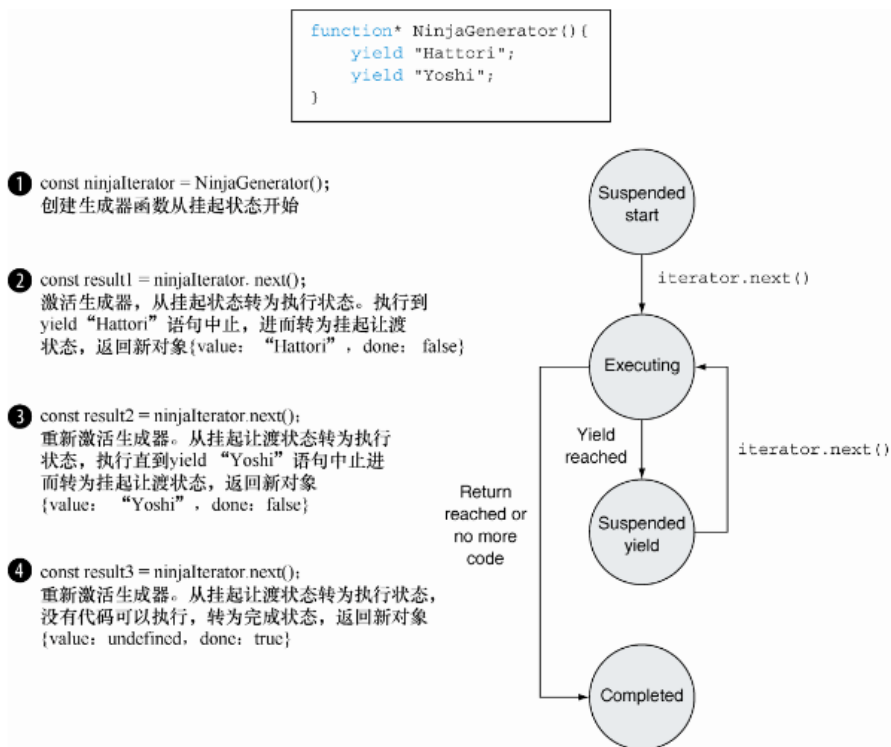 function* NinjaGenerator(){
yield "Hattori";
yield "Yoshi";
}
1 const ninjaIterator = NinjaGenerator();
创建生成器函数从挂起状态开始
2 const result1 = ninjaIterator. next();
激活生成器，从挂起状态转为执行状态。执行到
yield“Hattori”语句中止，进而转为挂起让渡
状态，返回新对象{value： “Hattori”，done： false}
3 const result2 = ninjaIterator.next();
重新激活生成器。从挂起让渡状态转为执行
状态，执行直到yield “Yoshi”语句中止进
而转为挂起让渡状态，返回新对象
{value： “Yoshi”，done：false}
4 const result3 = ninjaIterator.next();
重新激活生成器。从挂起让渡状态转为执行状态，
没有代码可以执行，转为完成状态，返回新对象
{value：undefined，done：true}
Suspended
start
iterator.next()
Executing
Yield
reached
iterator.next()
Return
reached or
no more
code
Suspended
yield
Completed